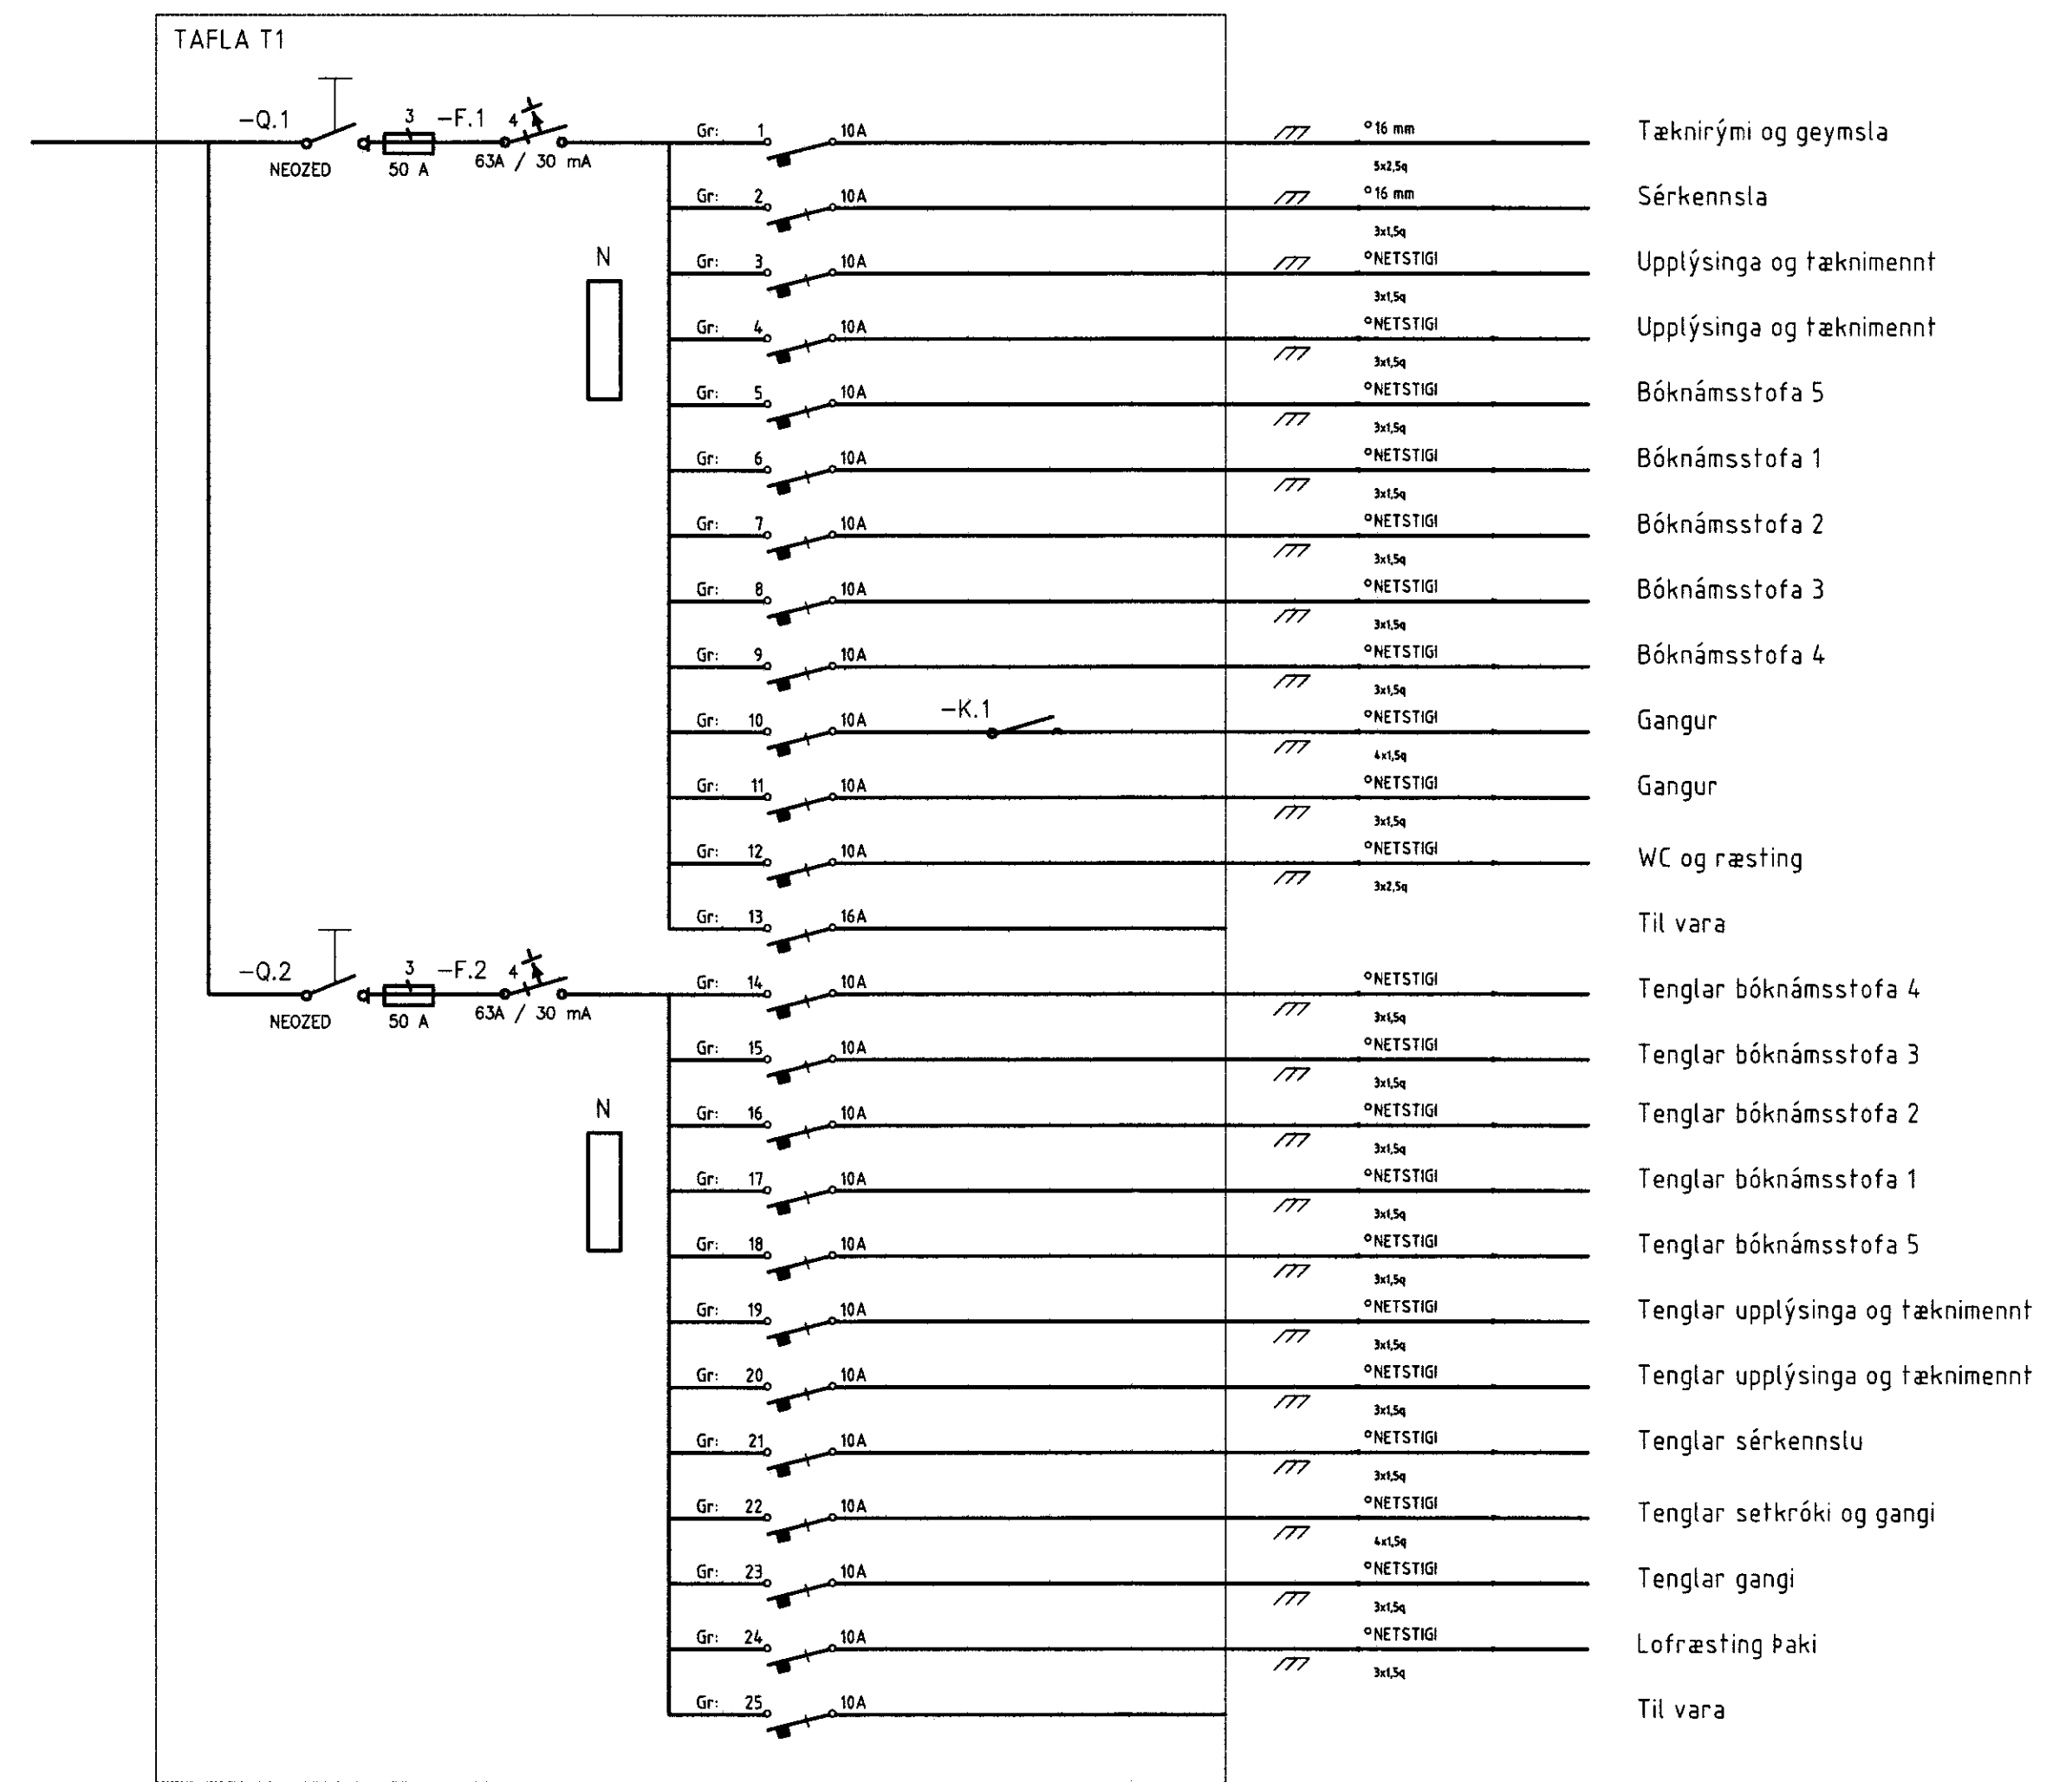 TAFLA T1
-Q.1 3 -F.1 4
NEOZED 50 A 63A / 30 mA
N
Gr: 1 10A °16 mm Tæknirými og geymsla
5x2,5q
Gr: 2 10A °16 mm Sérkennsla
3x1,5q
Gr: 3 10A °NETSTIGI Upplýsinga og tæknimennt
3x1,5q
Gr: 4 10A °NETSTIGI Upplýsinga og tæknimennt
3x1,5q
Gr: 5 10A °NETSTIGI Bóknámsstofa 5
3x1,5q
Gr: 6 10A °NETSTIGI Bóknámsstofa 1
3x1,5q
Gr: 7 10A °NETSTIGI Bóknámsstofa 2
3x1,5q
Gr: 8 10A °NETSTIGI Bóknámsstofa 3
3x1,5q
Gr: 9 10A °NETSTIGI Bóknámsstofa 4
3x1,5q
Gr: 10 10A -K.1 °NETSTIGI Gangur
4x1,5q
Gr: 11 10A °NETSTIGI Gangur
3x1,5q
Gr: 12 10A °NETSTIGI WC og ræsting
3x2,5q
Gr: 13 16A Til vara
-Q.2 3 -F.2 4
NEOZED 50 A 63A / 30 mA
N
Gr: 14 10A °NETSTIGI Tenglar bóknámsstofa 4
3x1,5q
Gr: 15 10A °NETSTIGI Tenglar bóknámsstofa 3
3x1,5q
Gr: 16 10A °NETSTIGI Tenglar bóknámsstofa 2
3x1,5q
Gr: 17 10A °NETSTIGI Tenglar bóknámsstofa 1
3x1,5q
Gr: 18 10A °NETSTIGI Tenglar bóknámsstofa 5
3x1,5q
Gr: 19 10A °NETSTIGI Tenglar upplýsinga og tæknimennt
3x1,5q
Gr: 20 10A °NETSTIGI Tenglar upplýsinga og tæknimennt
3x1,5q
Gr: 21 10A °NETSTIGI Tenglar sérkennslu
3x1,5q
Gr: 22 10A °NETSTIGI Tenglar setkróki og gangi
4x1,5q
Gr: 23 10A °NETSTIGI Tenglar gangi
3x1,5q
Gr: 24 10A °NETSTIGI Lofræsting þaki
3x1,5q
Gr: 25 10A Til vara